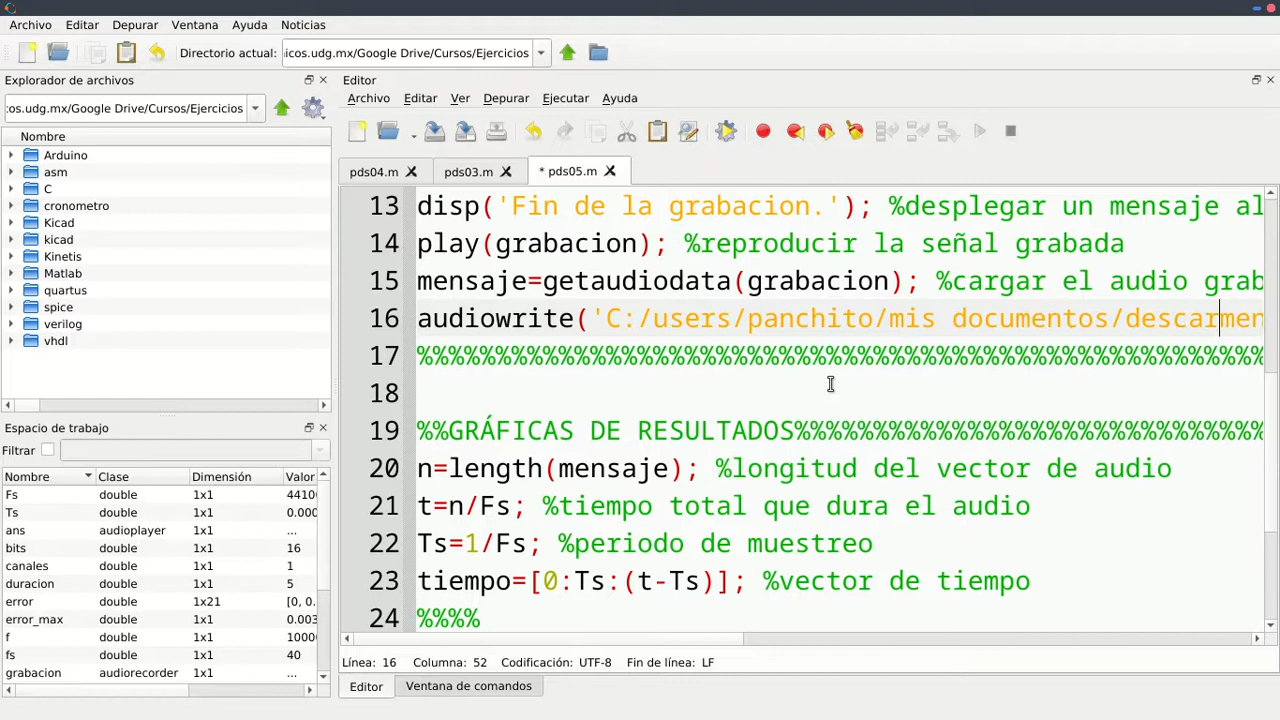 Archivo Editar Depurar Ventana Ayuda Noticias
Directorio actual: icos.udg.mx/Google Drive/Cursos/Ejercicios
Explorador de archivos
:os.udg.mx/Google Drive/Cursos/Ejercicios
Nombre
Arduino
asm
C
cronometro
Kicad
kicad
Kinetis
Matlab
quartus
spice
verilog
vhdl
Espacio de trabajo
Filtrar
Nombre Clase Dimensión Valor
Fs double 1x1 4410
Ts double 1x1 0.000
ans audioplayer 1x1 ...
bits double 1x1 16
canales double 1x1 1
duracion double 1x1 5
error double 1x21 [0, 0.
error_max double 1x1 0.003
f double 1x1 1000
fs double 1x1 40
grabacion audiorecorder 1x1 ...
Editor
Archivo Editar Ver Depurar Ejecutar Ayuda
pds04.m pds03.m * pds05.m
13 disp('Fin de la grabacion.'); %desplegar un mensaje al
14 play(grabacion); %reproducir la señal grabada
15 mensaje=getaudiodata(grabacion); %cargar el audio grab
16 audiowrite('C:/users/panchito/mis documentos/descarmen
17 %%%%%%%%%%%%%%%%%%%%%%%%%%%%%%%%%%%%%%%%%%%%%%%%%%%%%%
18
19 %%GRÁFICAS DE RESULTADOS%%%%%%%%%%%%%%%%%%%%%%%%%%%%%%
20 n=length(mensaje); %longitud del vector de audio
21 t=n/Fs; %tiempo total que dura el audio
22 Ts=1/Fs; %periodo de muestreo
23 tiempo=[0:Ts:(t-Ts)]; %vector de tiempo
24 %%%%
Línea: 16 Columna: 52 Codificación: UTF-8 Fin de línea: LF
Editor Ventana de comandos